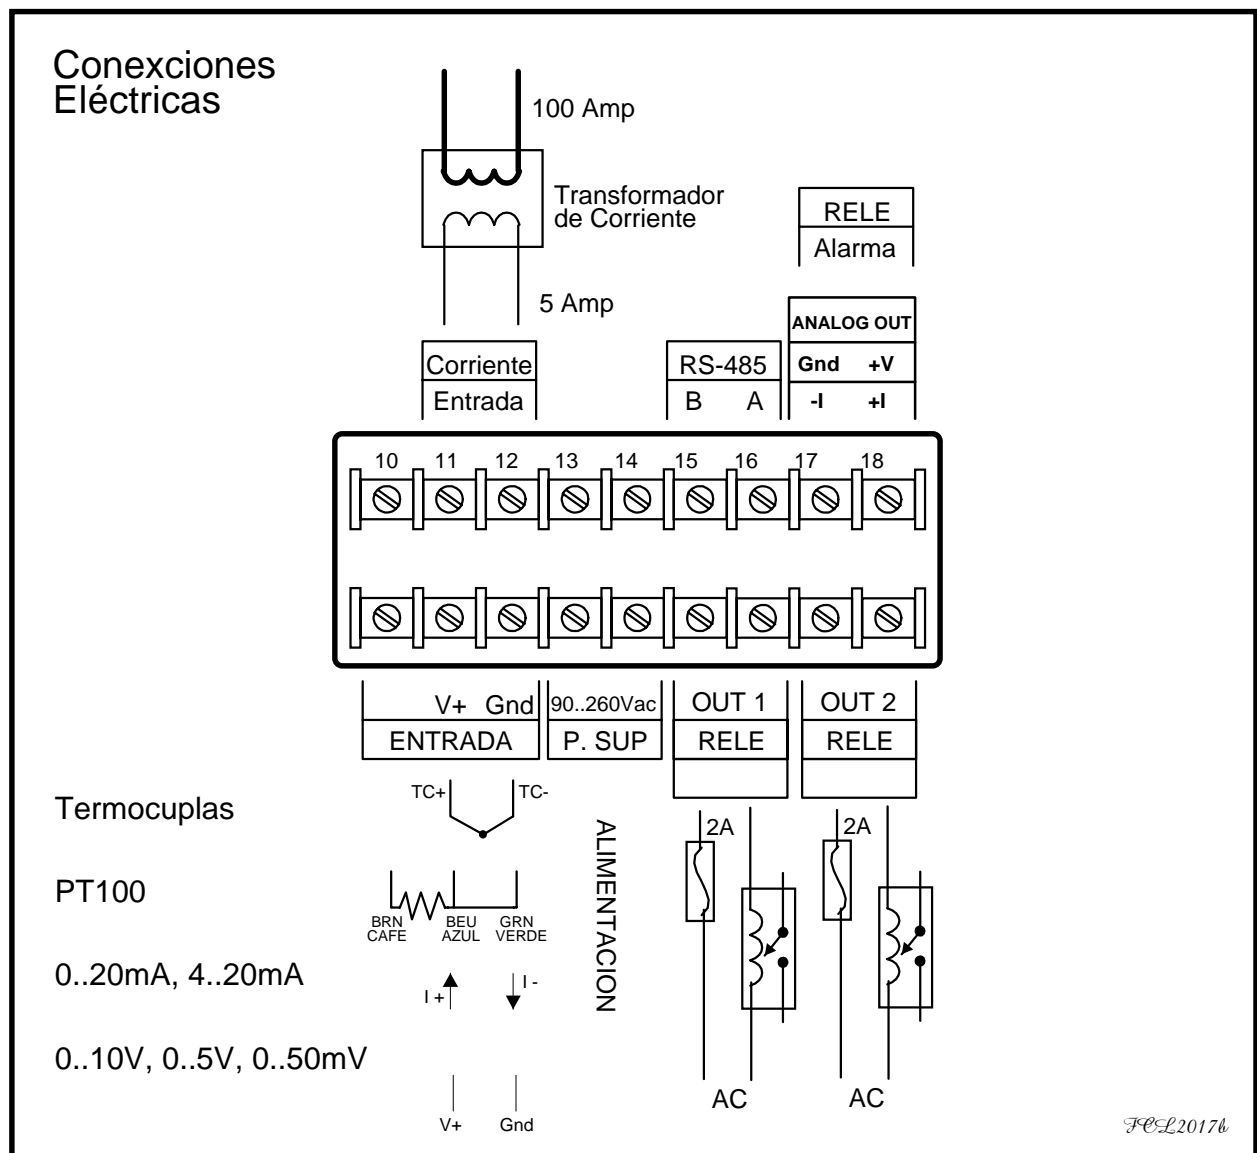 Conexciones
Eléctricas
100 Amp
Transformador
de Corriente
RELE
Alarma
5 Amp
ANALOG OUT
Corriente
RS-485
Gnd +V
Entrada
B A
-I +I
10 11 12 13 14 15 16 17 18
V+ Gnd
90..260Vac
OUT 1
OUT 2
ENTRADA
P. SUP
RELE
RELE
TC+ TC-
Termocuplas
ALIMENTACION
2A
2A
PT100
BRN
CAFE
BEU
AZUL
GRN
VERDE
0..20mA, 4..20mA
I + I -
0..10V, 0..5V, 0..50mV
V+ Gnd
AC
AC
FCL2017b